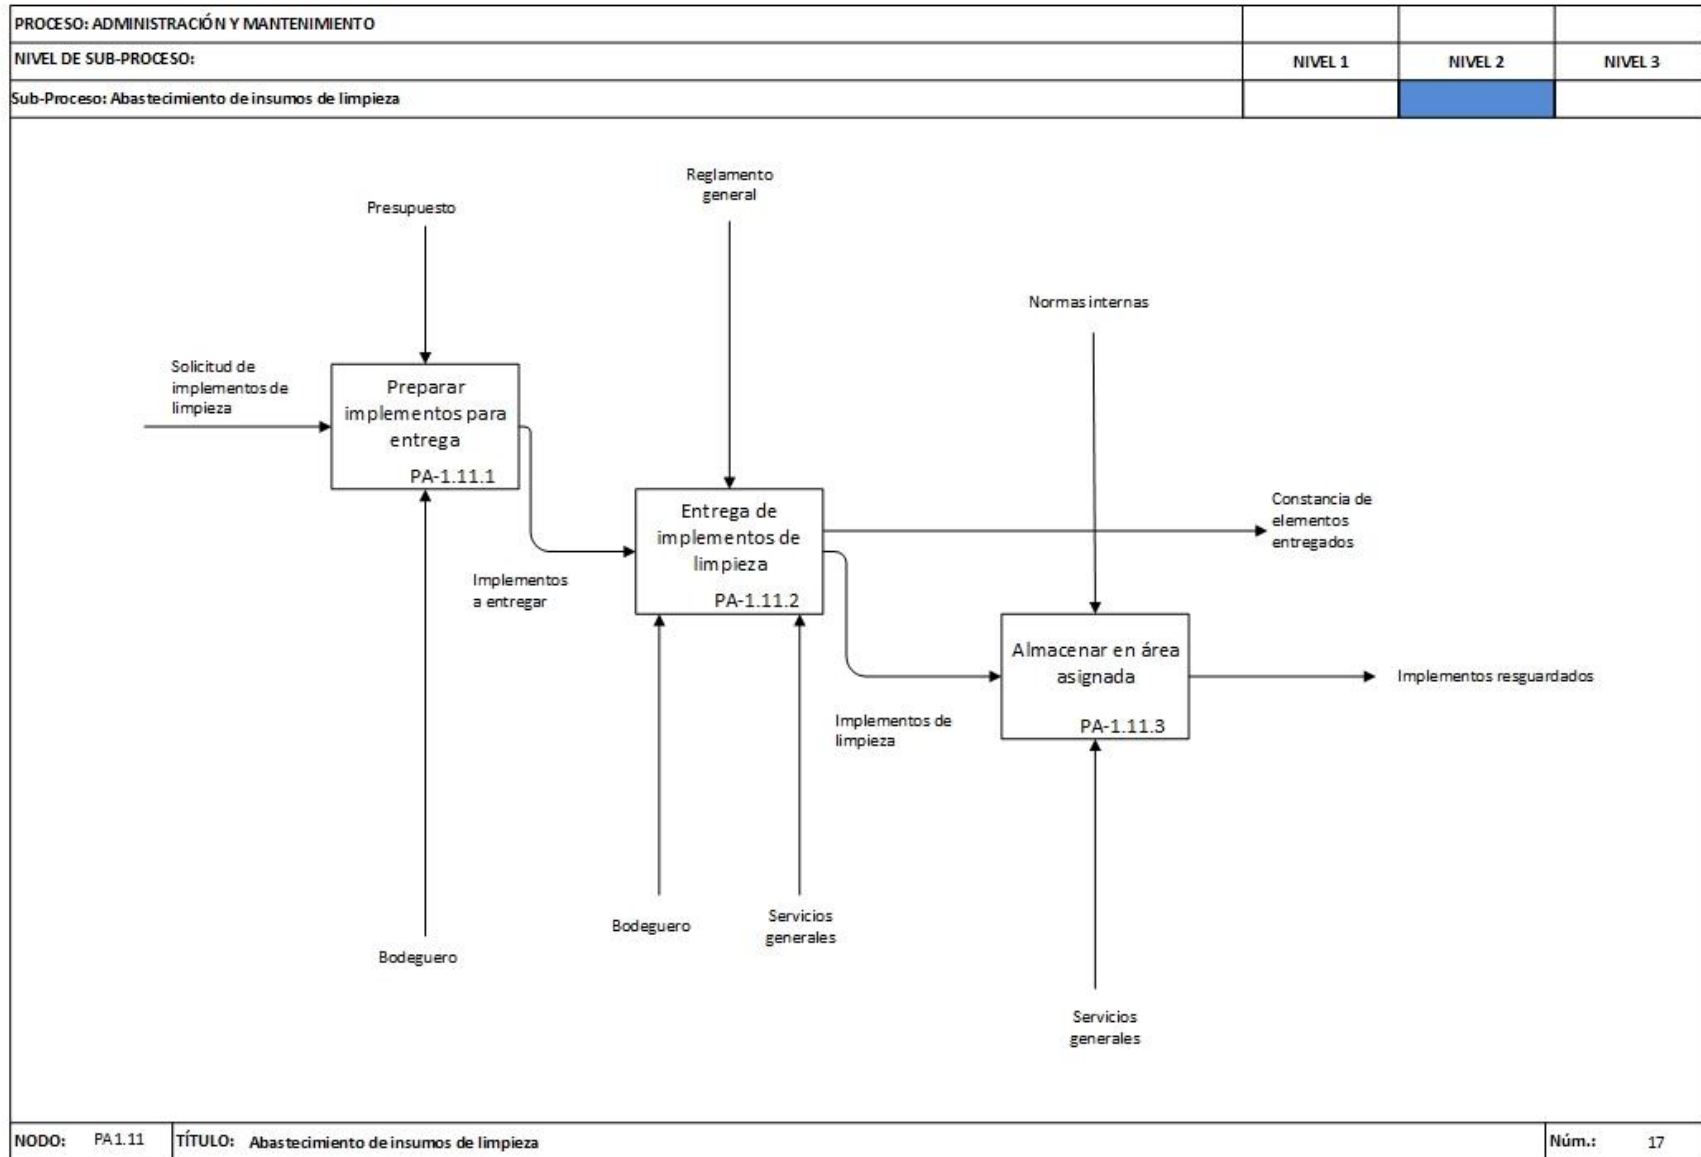 PROCESO: ADMINISTRACIÓN Y MANTENIMIENTO
NIVEL DE SUB-PROCESO:
NIVEL 1
NIVEL 2
NIVEL 3
Sub-Proceso: Abastecimiento de insumos de limpieza
Reglamento
general
Presupuesto
Normas internas
Solicitud de
implementos de
limpieza
Preparar
implementos para
entrega
PA-1.11.1
Implementos
a entregar
Entrega de
implementos de
limpieza
PA-1.11.2
Constancia de
elementos
entregados
Implementos de
limpieza
Almacenar en área
asignada
PA-1.11.3
Implementos resguardados
Bodeguero
Bodeguero
Servicios
generales
Servicios
generales
NODO: PA1.11 TÍTULO: Abastecimiento de insumos de limpieza Núm.: 17